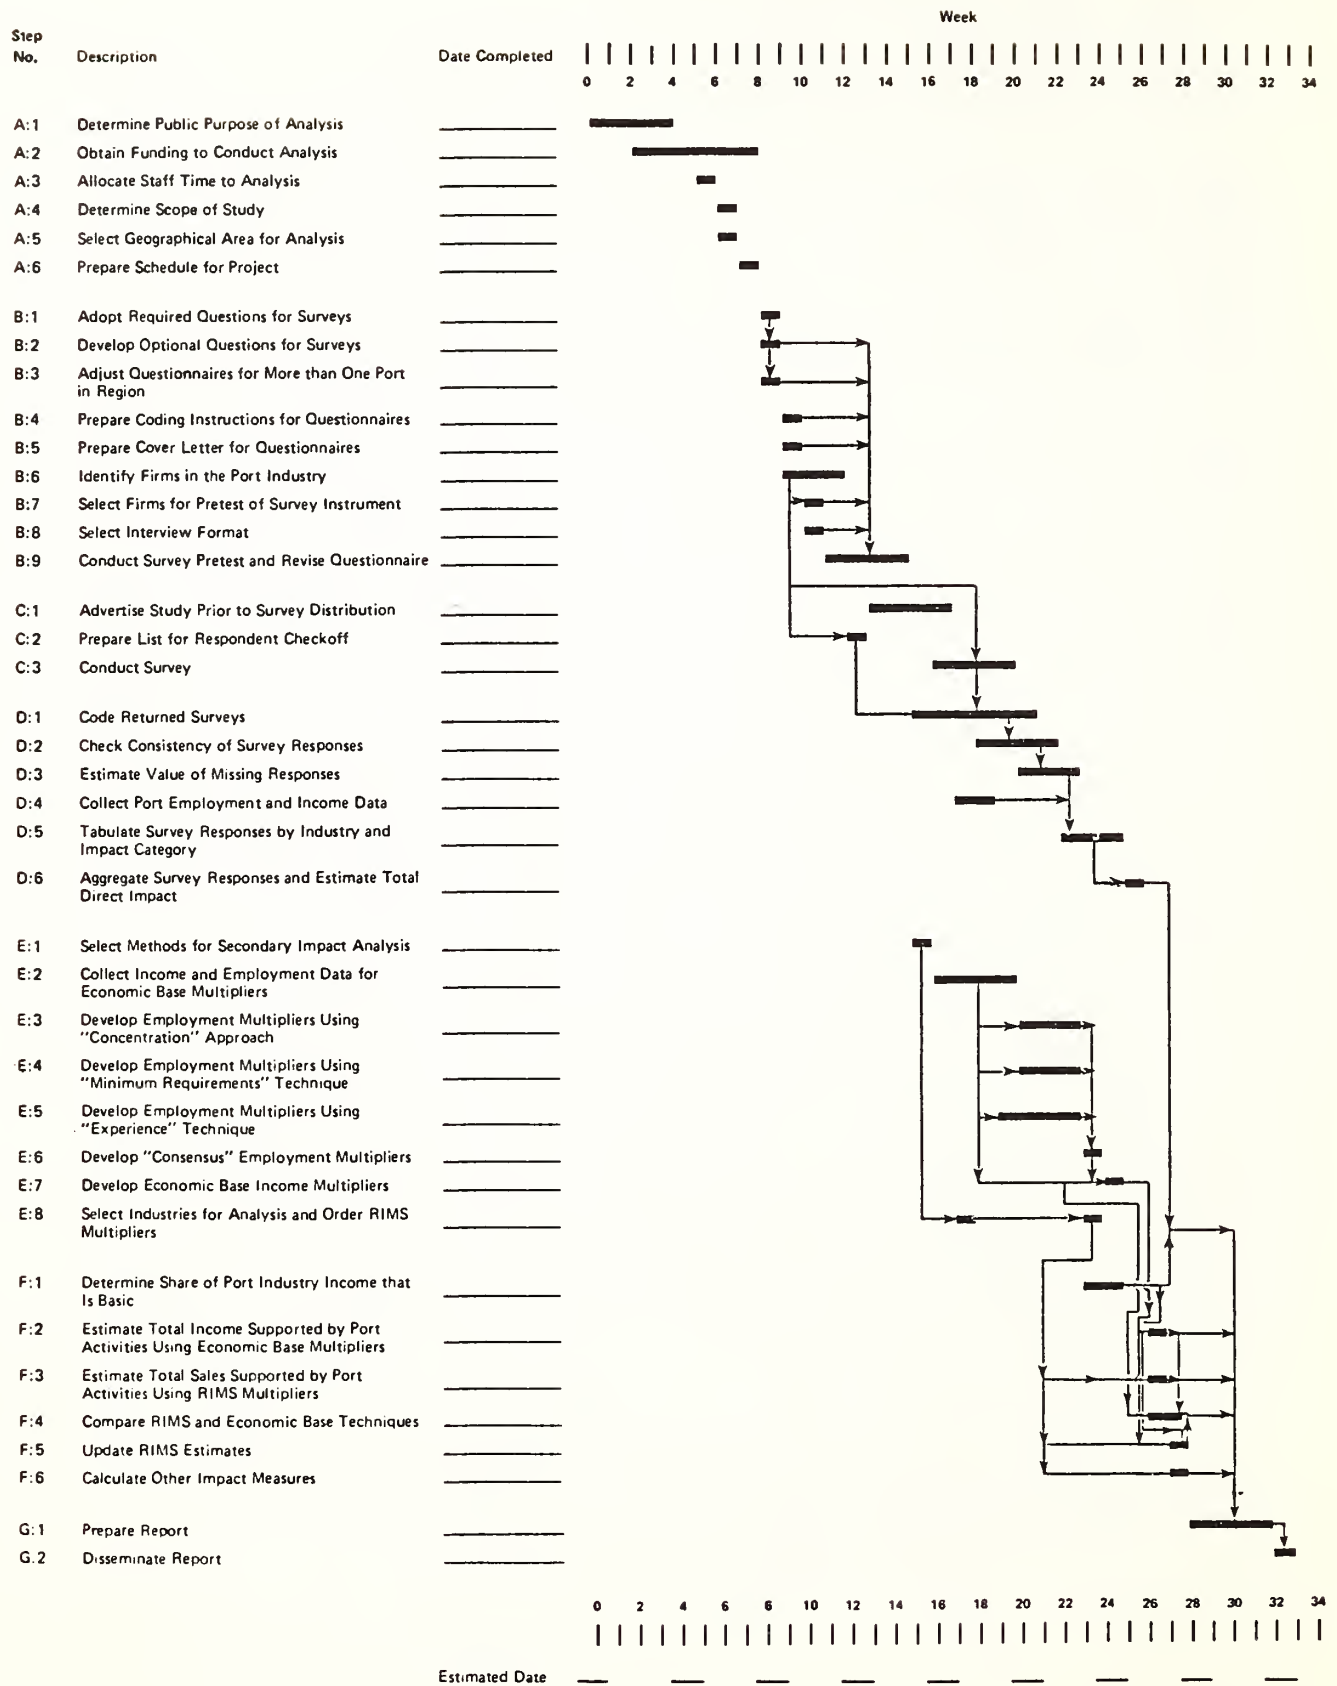 Week
Step
No. Description Date Completed
0 2 4 6 8 10 12 14 16 18 20 22 24 26 28 30 32 34
A:1 Determine Public Purpose of Analysis
A:2 Obtain Funding to Conduct Analysis
A:3 Allocate Staff Time to Analysis
A:4 Determine Scope of Study
A:5 Select Geographical Area for Analysis
A:6 Prepare Schedule for Project
B:1 Adopt Required Questions for Surveys
B:2 Develop Optional Questions for Surveys
B:3 Adjust Questionnaires for More than One Port
in Region
B:4 Prepare Coding Instructions for Questionnaires
B:5 Prepare Cover Letter for Questionnaires
B:6 Identify Firms in the Port Industry
B:7 Select Firms for Pretest of Survey Instrument
B:8 Select Interview Format
B:9 Conduct Survey Pretest and Revise Questionnaire
C:1 Advertise Study Prior to Survey Distribution
C:2 Prepare List for Respondent Checkoff
C:3 Conduct Survey
D:1 Code Returned Surveys
D:2 Check Consistency of Survey Responses
D:3 Estimate Value of Missing Responses
D:4 Collect Port Employment and Income Data
D:5 Tabulate Survey Responses by Industry and
Impact Category
D:6 Aggregate Survey Responses and Estimate Total
Direct Impact
E:1 Select Methods for Secondary Impact Analysis
E:2 Collect Income and Employment Data for
Economic Base Multipliers
E:3 Develop Employment Multipliers Using
"Concentration" Approach
E:4 Develop Employment Multipliers Using
"Minimum Requirements" Technique
E:5 Develop Employment Multipliers Using
"Experience" Technique
E:6 Develop "Consensus" Employment Multipliers
E:7 Develop Economic Base Income Multipliers
E:8 Select Industries for Analysis and Order RIMS
Multipliers
F:1 Determine Share of Port Industry Income that
Is Basic
F:2 Estimate Total Income Supported by Port
Activities Using Economic Base Multipliers
F:3 Estimate Total Sales Supported by Port
Activities Using RIMS Multipliers
F:4 Compare RIMS and Economic Base Techniques
F:5 Update RIMS Estimates
F:6 Calculate Other Impact Measures
G:1 Prepare Report
G.2 Disseminate Report
0 2 4 6 6 10 12 14 16 18 20 22 24 26 28 30 32 34
Estimated Date